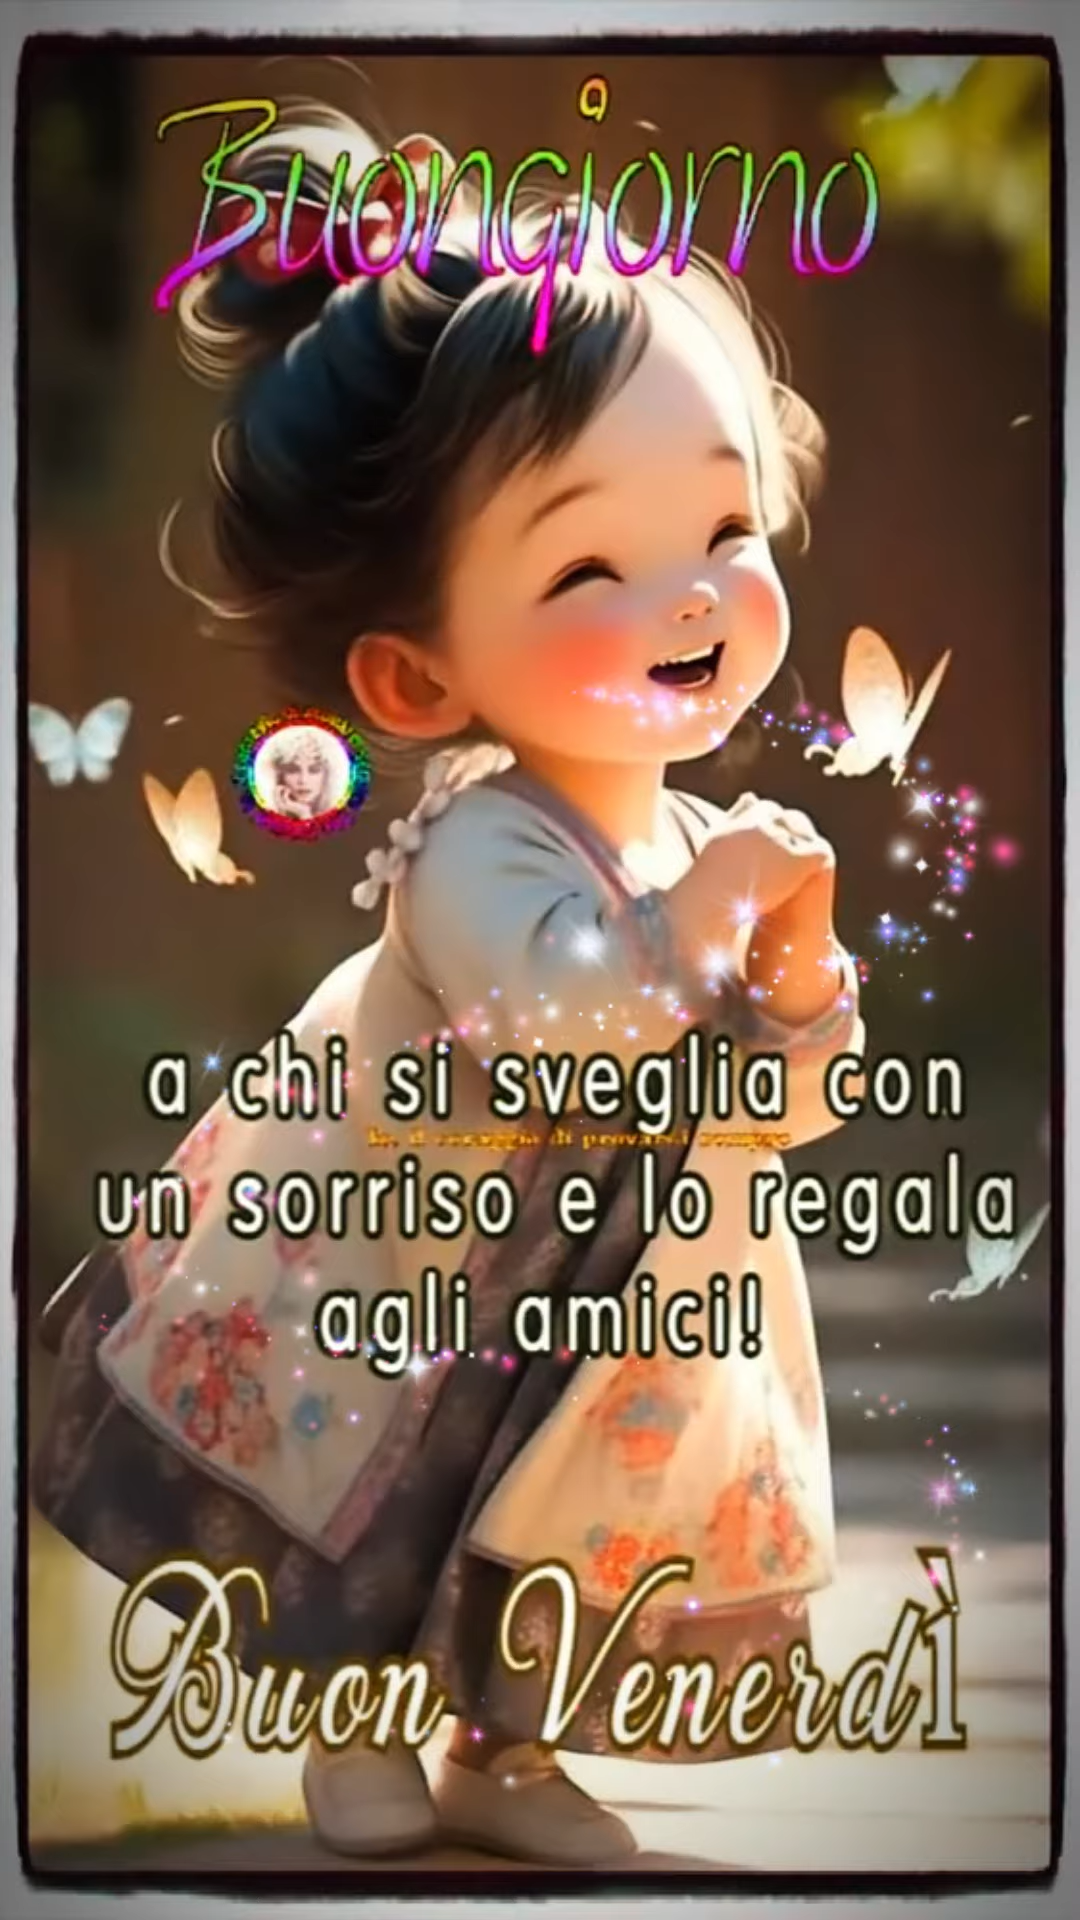 Buongiorno
a chi si sveglia con
un sorriso e lo regala
agli amici!
Buon Venerdì